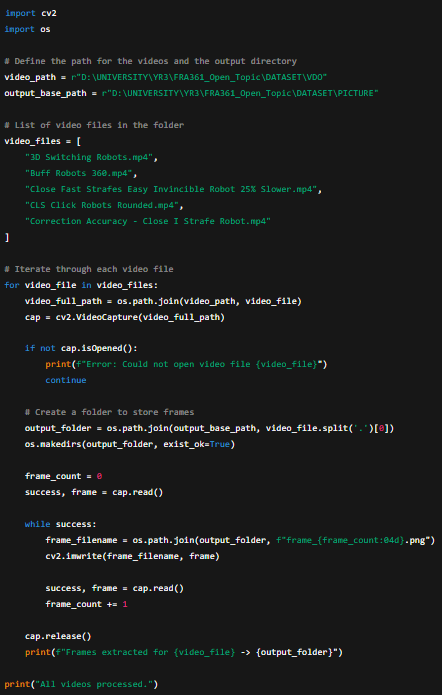 import cv2
import os

# Define the path for the videos and the output directory
video_path = r"D:\UNIVERSITY\YR3\FRA361_Open_Topic\DATASET\VDO"
output_base_path = r"D:\UNIVERSITY\YR3\FRA361_Open_Topic\DATASET\PICTURE"

# List of video files in the folder
video_files = [
    "3D Switching Robots.mp4",
    "Buff Robots 360.mp4",
    "Close Fast Strafes Easy Invincible Robot 25% Slower.mp4",
    "CLS Click Robots Rounded.mp4",
    "Correction Accuracy - Close I Strafe Robot.mp4"
]

# Iterate through each video file
for video_file in video_files:
    video_full_path = os.path.join(video_path, video_file)
    cap = cv2.VideoCapture(video_full_path)

    if not cap.isOpened():
        print(f"Error: Could not open video file {video_file}")
        continue

    # Create a folder to store frames
    output_folder = os.path.join(output_base_path, video_file.split('.')[0])
    os.makedirs(output_folder, exist_ok=True)

    frame_count = 0
    success, frame = cap.read()

    while success:
        frame_filename = os.path.join(output_folder, f"frame_{frame_count:04d}.png")
        cv2.imwrite(frame_filename, frame)

        success, frame = cap.read()
        frame_count += 1

    cap.release()
    print(f"Frames extracted for {video_file} -> {output_folder}")

print("All videos processed.")